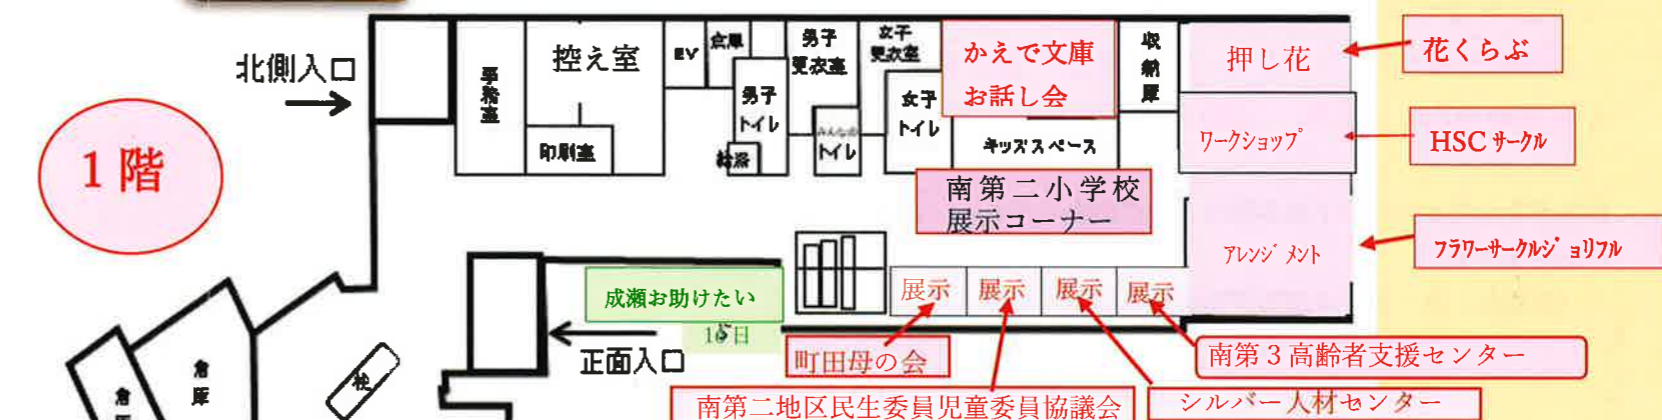 1階
北側入口
事務室
控え室
印刷室
EV
倉庫
男子
トイレ
給湯
男子
更衣室
みんなの
トイレ
女子
更衣室
女子
トイレ
かえで文庫
お話し会
キッズスペース
収納庫
押し花
花くらぶ
ワークショップ
HSCサークル
南第二小学校
展示コーナー
アレンジメント
フラワーサークルジョリフル
成瀬お助けたい
正面入口
展示
展示
展示
展示
町田母の会
南第3高齢者支援センター
南第二地区民生委員児童委員協議会
シルバー人材センター
倉庫
倉